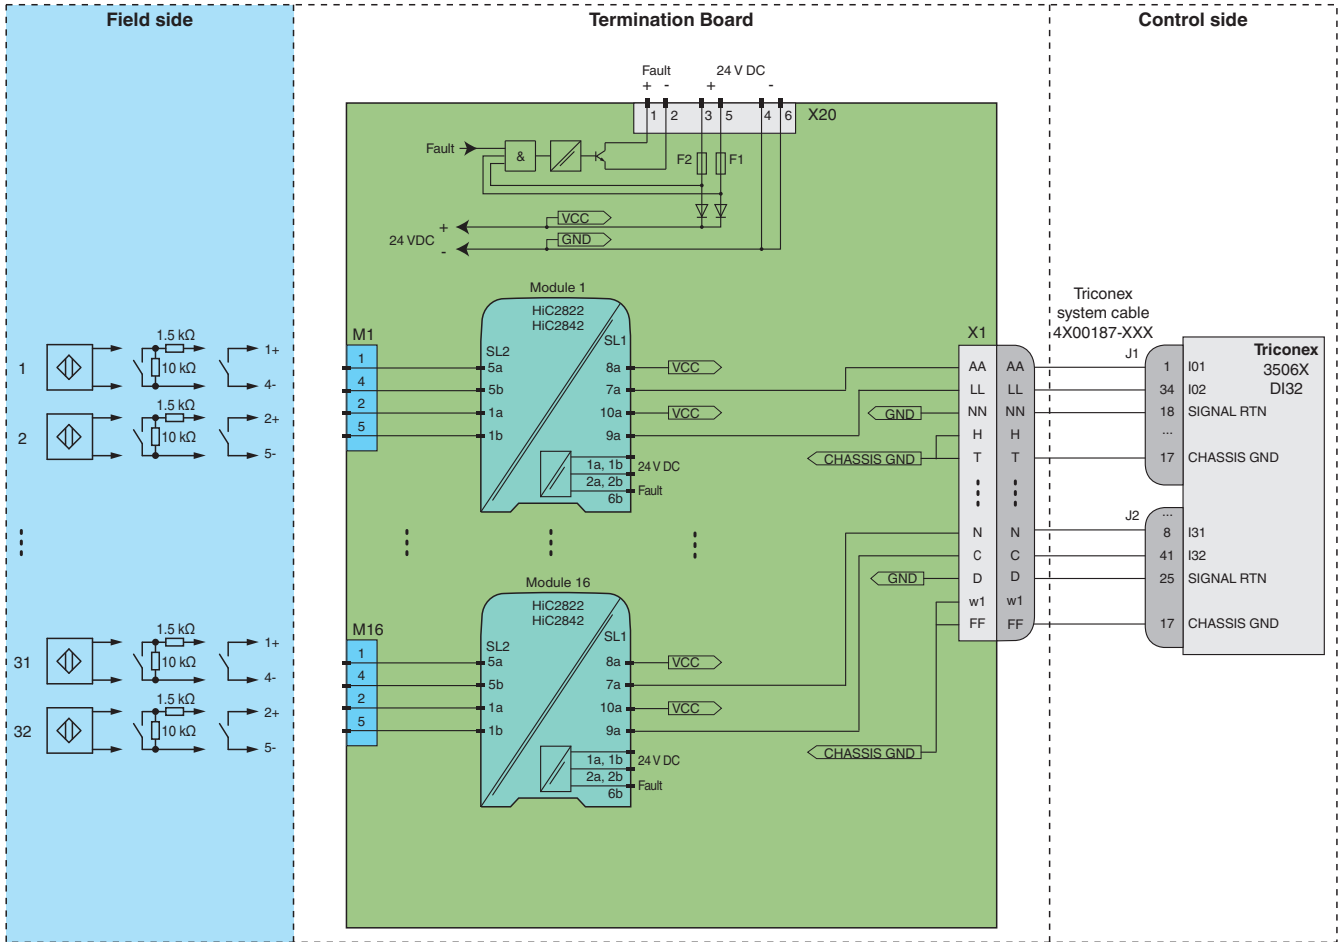 Field side
Termination Board
Control side
Fault
24 V DC
+ -
+ -
1 2 3 5 4 6
X20
Fault
&
F2
F1
VCC
+
24 VDC
-
GND
Module 1
HiC2822
HiC2842
M1
SL2
SL1
1
4
2
5
5a
5b
1a
1b
8a
7a
10a
9a
VCC
VCC
1a, 1b
2a, 2b
6b
24 V DC
Fault
1
1.5 kΩ
10 kΩ
1+
4-
2
1.5 kΩ
10 kΩ
2+
5-
X1
AA AA
LL LL
GND
NN NN
H H
CHASSIS GND
T T
Triconex
system cable
4X00187-XXX
J1
Triconex
3506X
DI32
1 I01
34 I02
18 SIGNAL RTN
...
17 CHASSIS GND
J2
...
N N
8 I31
C C
41 I32
GND
D D
25 SIGNAL RTN
w1 w1
FF FF
17 CHASSIS GND
Module 16
HiC2822
HiC2842
M16
SL2
SL1
1
4
2
5
5a
5b
1a
1b
8a
7a
10a
9a
VCC
VCC
CHASSIS GND
1a, 1b
2a, 2b
6b
24 V DC
Fault
31
1.5 kΩ
10 kΩ
1+
4-
32
1.5 kΩ
10 kΩ
2+
5-